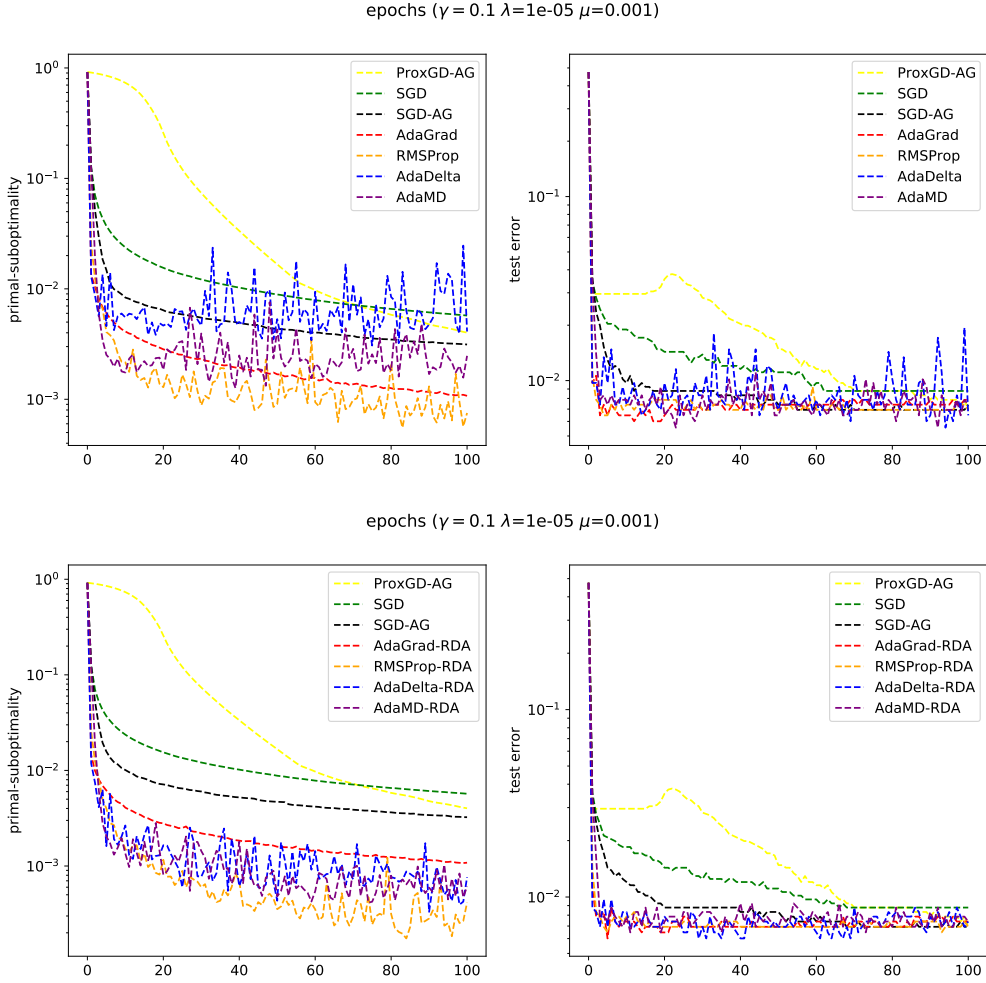 epochs (γ = 0.1 λ=1e-05 μ=0.001)
primal-suboptimality
10⁰
10⁻¹
10⁻²
10⁻³
0 20 40 60 80 100
ProxGD-AG
SGD
SGD-AG
AdaGrad
RMSProp
AdaDelta
AdaMD
test error
10⁻¹
10⁻²
0 20 40 60 80 100
ProxGD-AG
SGD
SGD-AG
AdaGrad
RMSProp
AdaDelta
AdaMD
epochs (γ = 0.1 λ=1e-05 μ=0.001)
primal-suboptimality
10⁰
10⁻¹
10⁻²
10⁻³
0 20 40 60 80 100
ProxGD-AG
SGD
SGD-AG
AdaGrad-RDA
RMSProp-RDA
AdaDelta-RDA
AdaMD-RDA
test error
10⁻¹
10⁻²
0 20 40 60 80 100
ProxGD-AG
SGD
SGD-AG
AdaGrad-RDA
RMSProp-RDA
AdaDelta-RDA
AdaMD-RDA